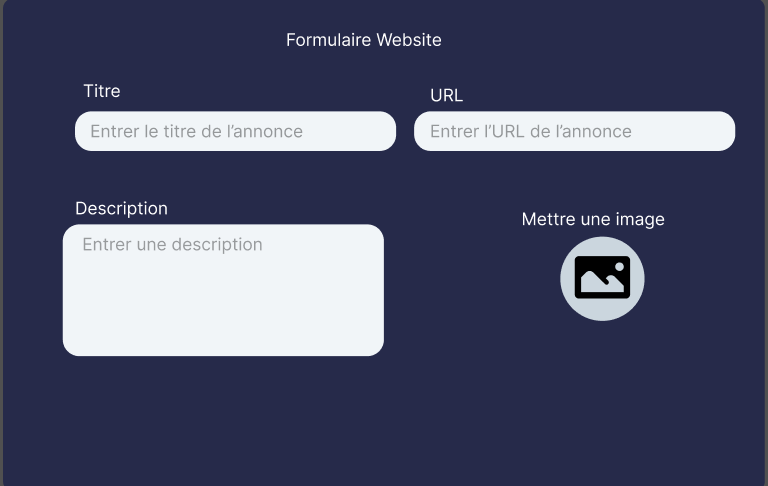 Formulaire Website
Titre
URL
Entrer le titre de l’annonce
Entrer l’URL de l’annonce
Description
Entrer une description
Mettre une image